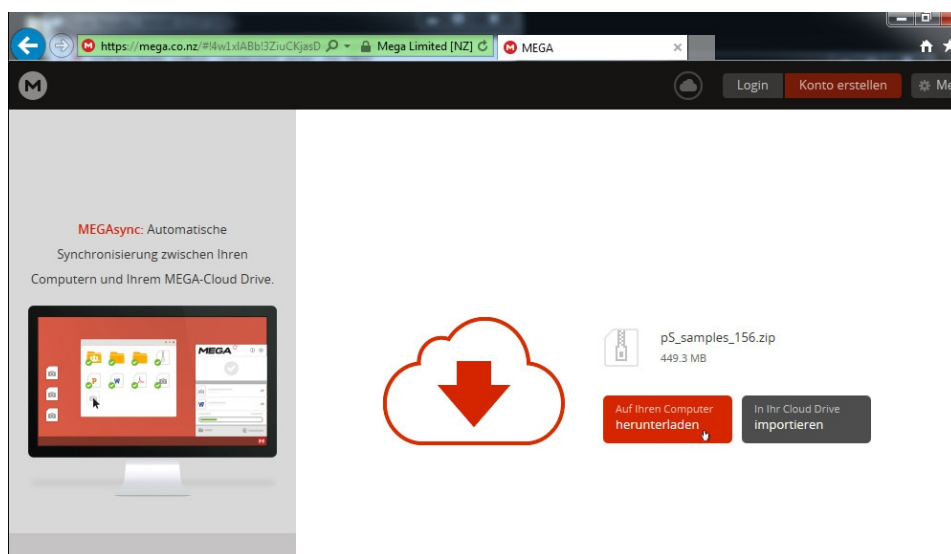 https://mega.co.nz/#!4w1xlABb!3ZiuCKjasD
Mega Limited [NZ]
MEGA
M
Login
Konto erstellen
MEGAsync: Automatische
Synchronisierung zwischen Ihren
Computern und Ihrem MEGA-Cloud Drive.
MEGA
P
W
W
pS_samples_156.zip
449.3 MB
Auf Ihren Computer
herunterladen
In Ihr Cloud Drive
importieren